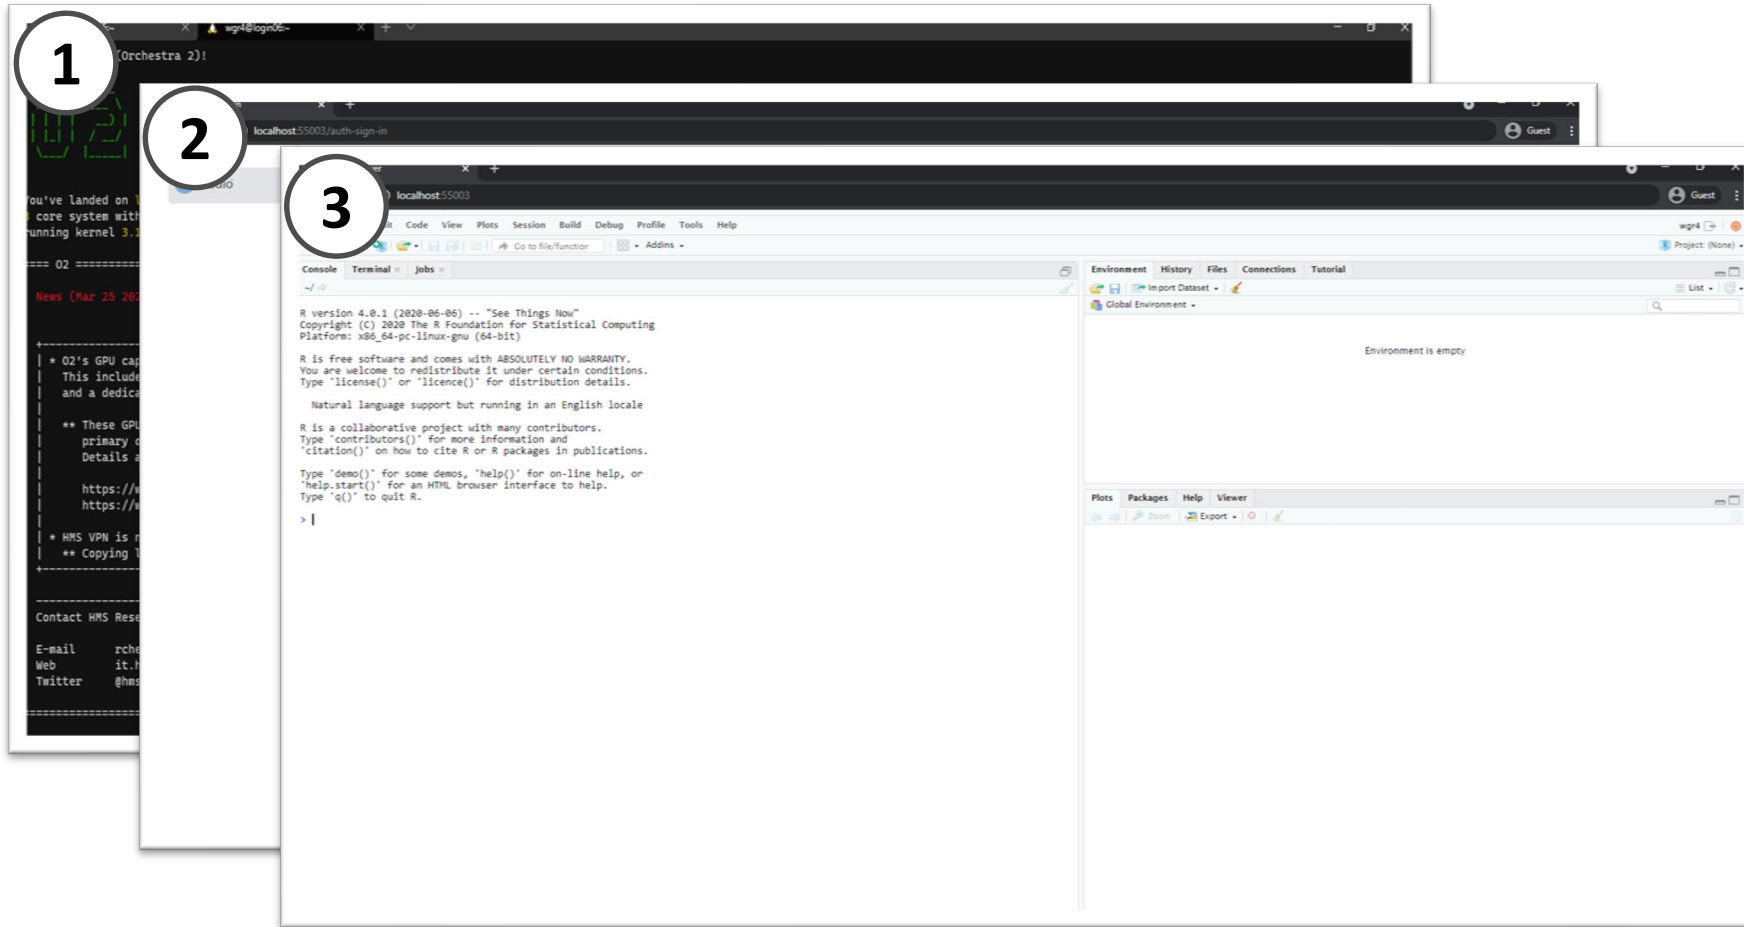 1
wgr4@login06:~
(Orchestra 2)!
You've landed on
core system with
running kernel 3.1
==== O2 ==========
News (Mar 25 202
* O2's GPU cap
This include
and a dedica
** These GPU
primary
Details a
https://
https://
* HMS VPN is
** Copying
Contact HMS Rese
E-mail rche
Web it.h
Twitter @hms
2
localhost:55003/auth-sign-in
Guest
3
localhost:55003
Guest
Code View Plots Session Build Debug Profile Tools Help
wgr4
Go to file/function Addins
Project: (None)
Console Terminal Jobs
~/
R version 4.0.1 (2020-06-06) -- "See Things Now"
Copyright (C) 2020 The R Foundation for Statistical Computing
Platform: x86_64-pc-linux-gnu (64-bit)
R is free software and comes with ABSOLUTELY NO WARRANTY.
You are welcome to redistribute it under certain conditions.
Type 'license()' or 'licence()' for distribution details.
Natural language support but running in an English locale
R is a collaborative project with many contributors.
Type 'contributors()' for more information and
'citation()' on how to cite R or R packages in publications.
Type 'demo()' for some demos, 'help()' for on-line help, or
'help.start()' for an HTML browser interface to help.
Type 'q()' to quit R.
>
Environment History Files Connections Tutorial
Import Dataset
List
Global Environment
Environment is empty
Plots Packages Help Viewer
Zoom Export